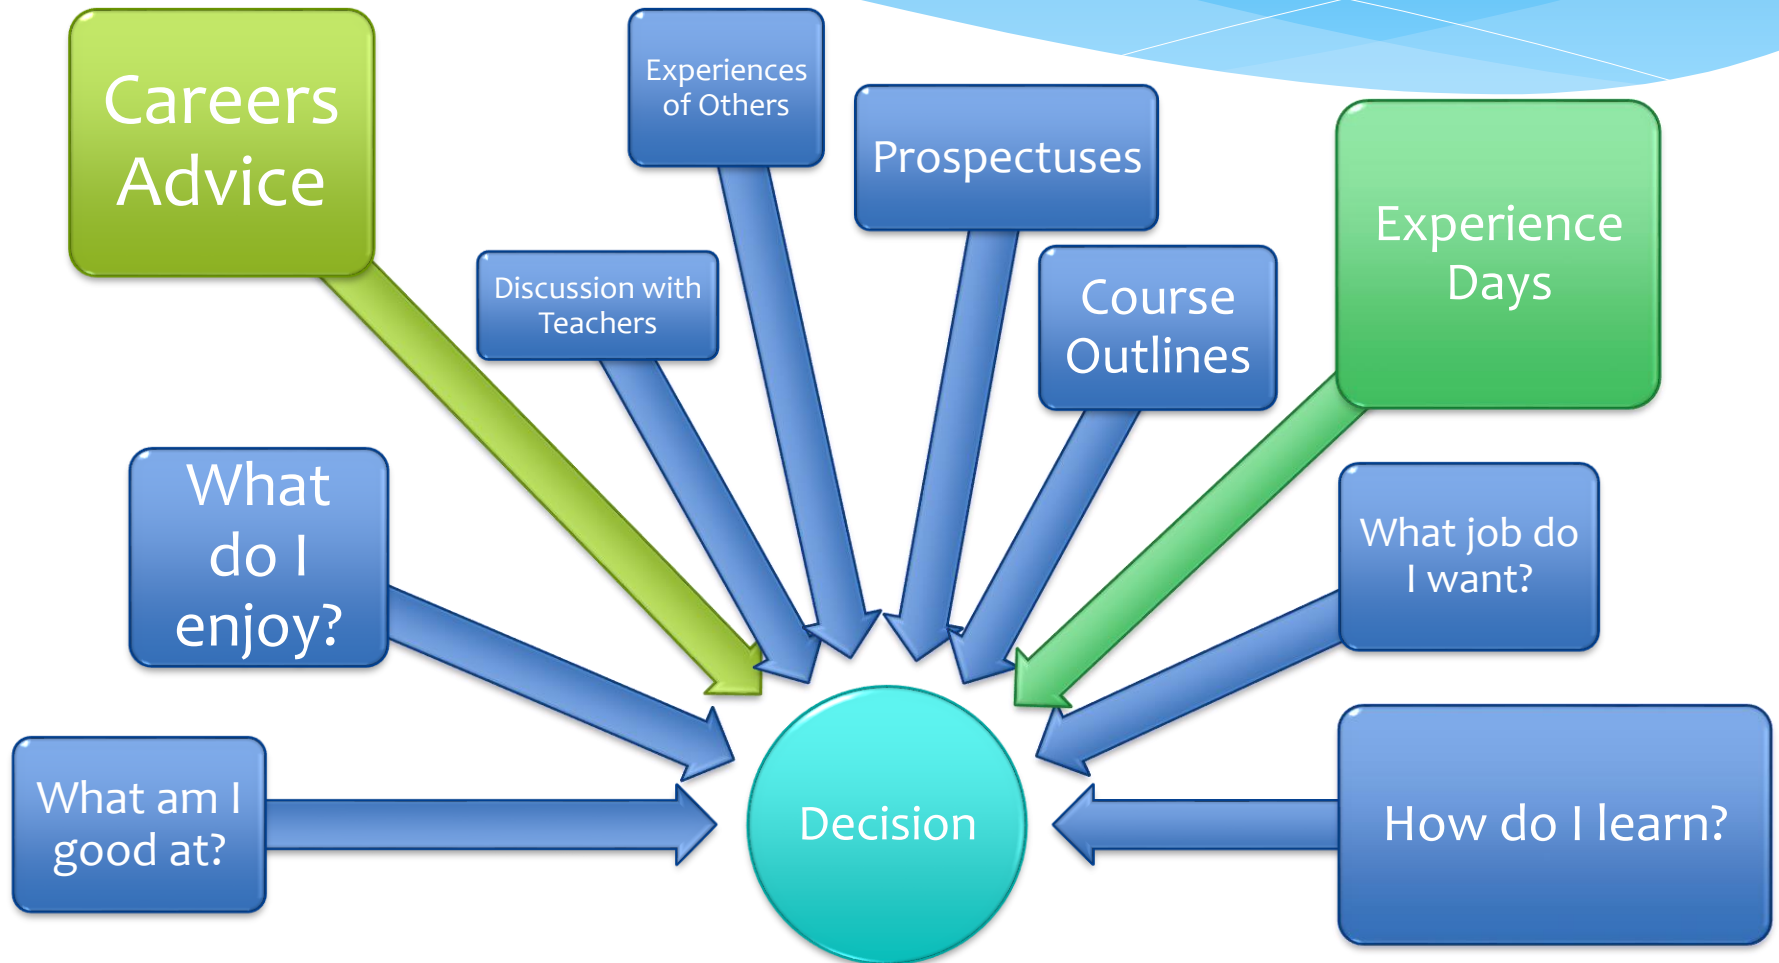 Careers
Advice
Experiences
of Others
Prospectuses
Experience
Days
Discussion with
Teachers
Course
Outlines
What
do I
enjoy?
What job do
I want?
What am I
good at?
Decision
How do I learn?